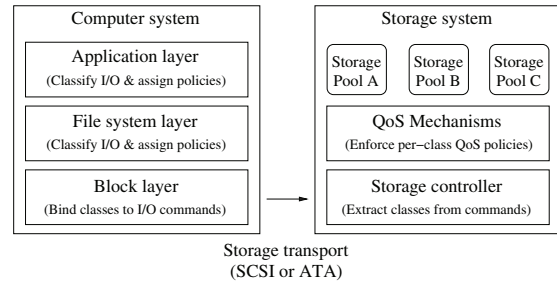 Computer system
Application layer
(Classify I/O & assign policies)
File system layer
(Classify I/O & assign policies)
Block layer
(Bind classes to I/O commands)
Storage system
Storage Pool A
Storage Pool B
Storage Pool C
QoS Mechanisms
(Enforce per−class QoS policies)
Storage controller
(Extract classes from commands)
Storage transport
(SCSI or ATA)